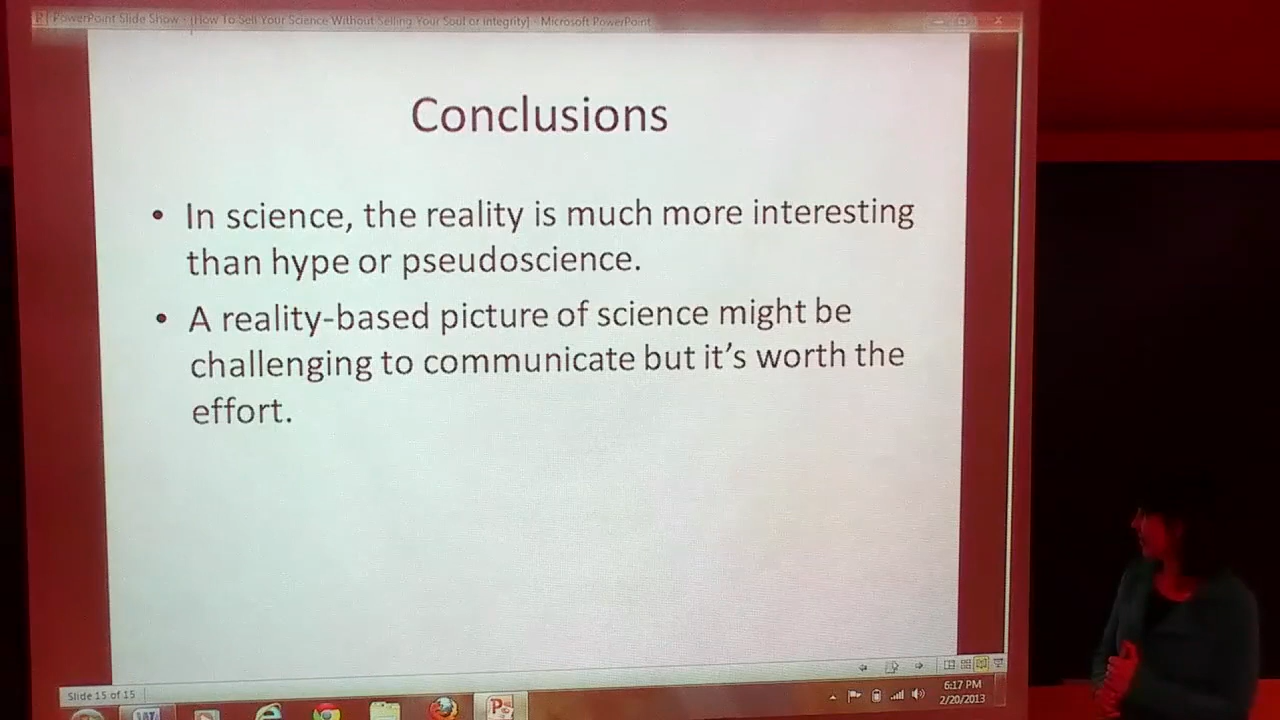 PowerPoint Slide Show - [How To Sell Your Science Without Selling Your Soul or Integrity] - Microsoft PowerPoint
Conclusions
• In science, the reality is much more interesting
than hype or pseudoscience.
• A reality-based picture of science might be
challenging to communicate but it's worth the
effort.
Slide 15 of 15
6:17 PM
2/20/2013